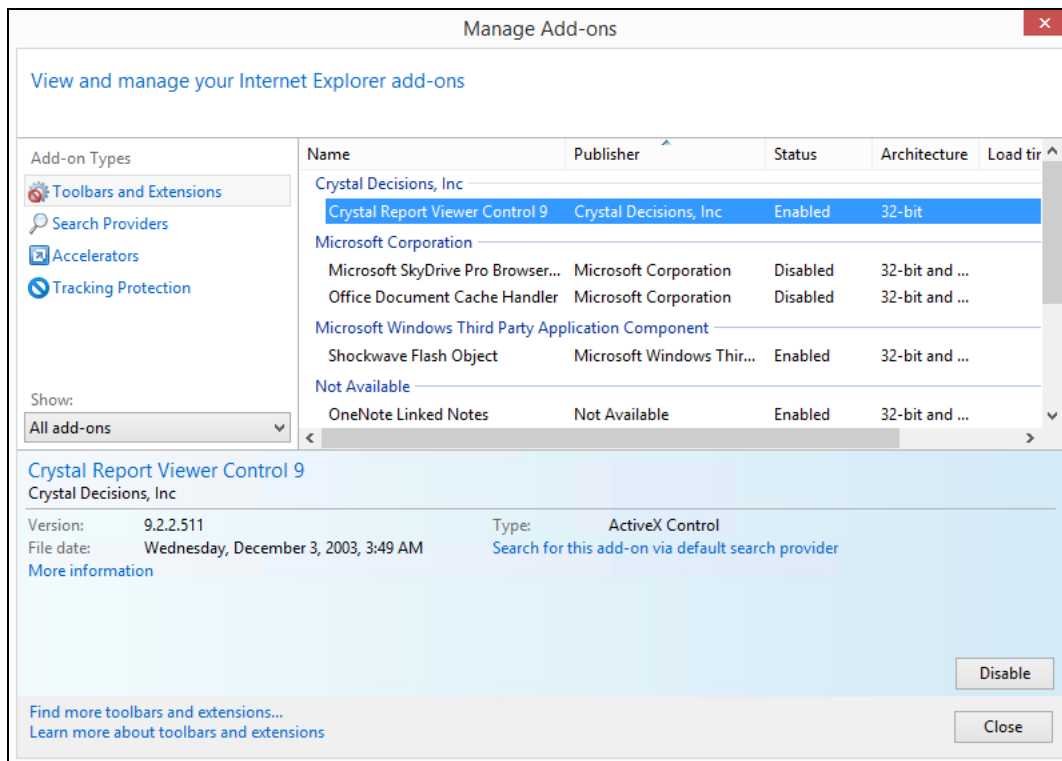 Manage Add-ons
View and manage your Internet Explorer add-ons
Add-on Types
Toolbars and Extensions
Search Providers
Accelerators
Tracking Protection
Show:
All add-ons
Name Publisher Status Architecture Load tir
Crystal Decisions, Inc
Crystal Report Viewer Control 9 Crystal Decisions, Inc Enabled 32-bit
Microsoft Corporation
Microsoft SkyDrive Pro Browser... Microsoft Corporation Disabled 32-bit and ...
Office Document Cache Handler Microsoft Corporation Disabled 32-bit and ...
Microsoft Windows Third Party Application Component
Shockwave Flash Object Microsoft Windows Thir... Enabled 32-bit and ...
Not Available
OneNote Linked Notes Not Available Enabled 32-bit and ...
Crystal Report Viewer Control 9
Crystal Decisions, Inc
Version: 9.2.2.511 Type: ActiveX Control
File date: Wednesday, December 3, 2003, 3:49 AM Search for this add-on via default search provider
More information
Disable
Find more toolbars and extensions...
Learn more about toolbars and extensions
Close